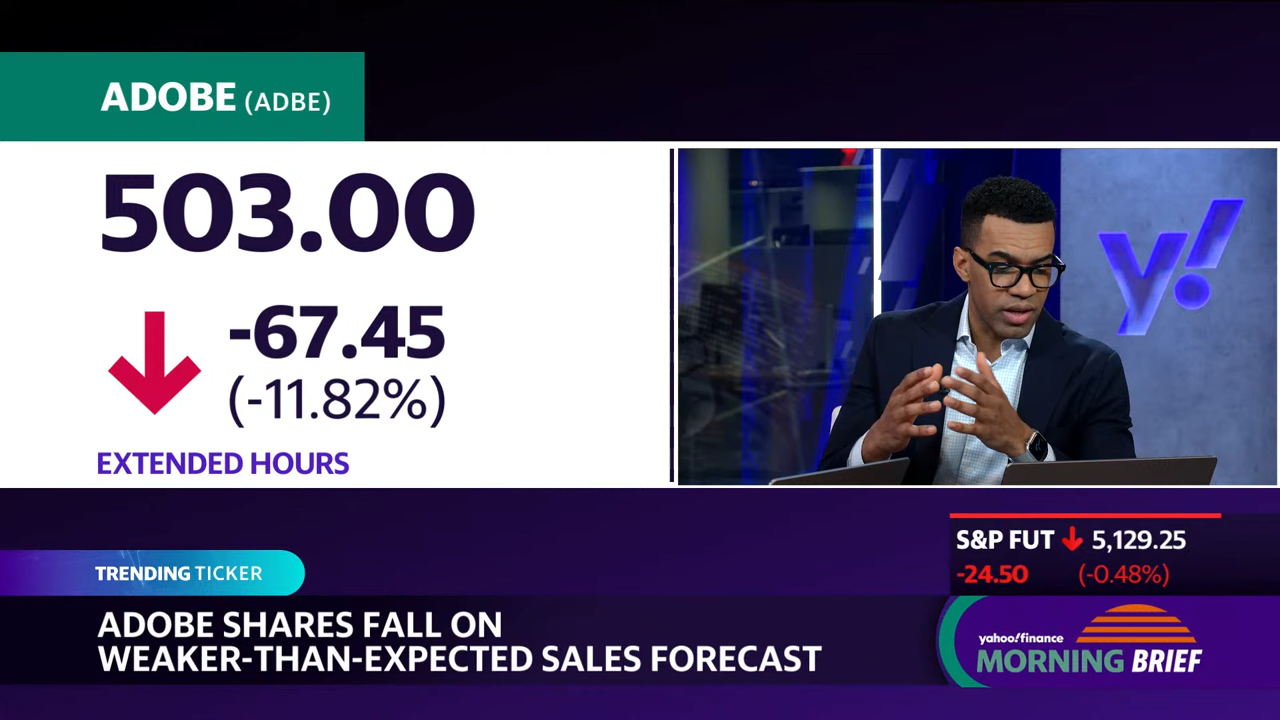 ADOBE (ADBE)
503.00
-67.45
(-11.82%)
EXTENDED HOURS
y!
TRENDING TICKER
ADOBE SHARES FALL ON
WEAKER-THAN-EXPECTED SALES FORECAST
S&P FUT 5,129.25
-24.50 (-0.48%)
yahoo!finance
MORNING BRIEF